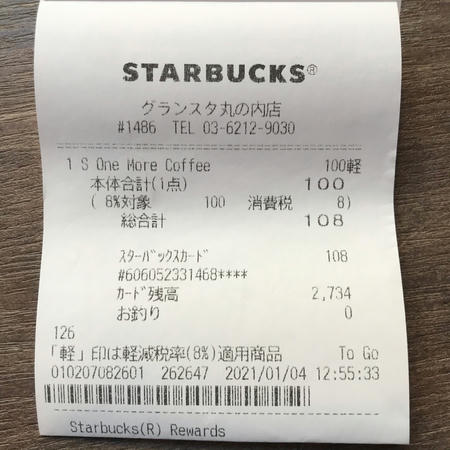 STARBUCKS®
グランスタ丸の内店
#1486 TEL 03-6212-9030
1 S One More Coffee 100軽
本体合計(1点) 100
( 8%対象 100 消費税 8)
総合計 108
ｽﾀｰﾊﾞｯｸｽｶｰﾄﾞ 108
#606052331468****
ｶｰﾄﾞ残高 2,734
お釣り 0
126
「軽」印は軽減税率(8%)適用商品 To Go
010207082601 262647 2021/01/04 12:55:33
Starbucks(R) Rewards